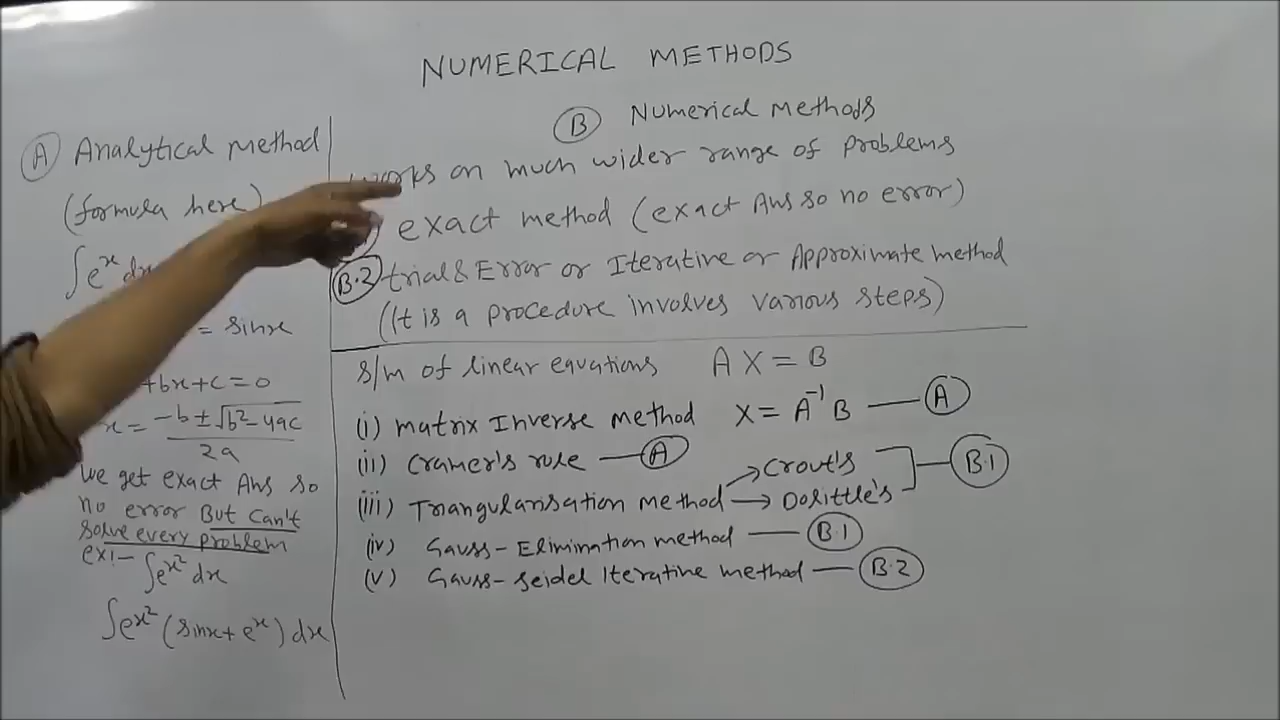 NUMERICAL METHODS
(A) Analytical method
(formula here)
∫e^x dx
= sinx
+bx+c=0
x = (-b ± √(b²-4ac))/2a
We get exact Ans so
no error But can't
solve every problem
ex:-
∫e^x² dx
∫e^x² (sinx + e^x) dx
(B) Numerical methods
works on much wider range of problems
exact method (exact Ans so no error)
(B.2) trial & Error or Iterative or Approximate method
(It is a procedure involves various steps)
s/m of linear equations AX = B
(i) matrix Inverse method X = A⁻¹ B — (A)
(ii) Cramer's rule — (A)
(iii) Triangularisation method → Crout's
→ Dolittle's — (B.1)
(iv) Gauss-Elimination method — (B.1)
(v) Gauss-seidel Iterative method — (B.2)